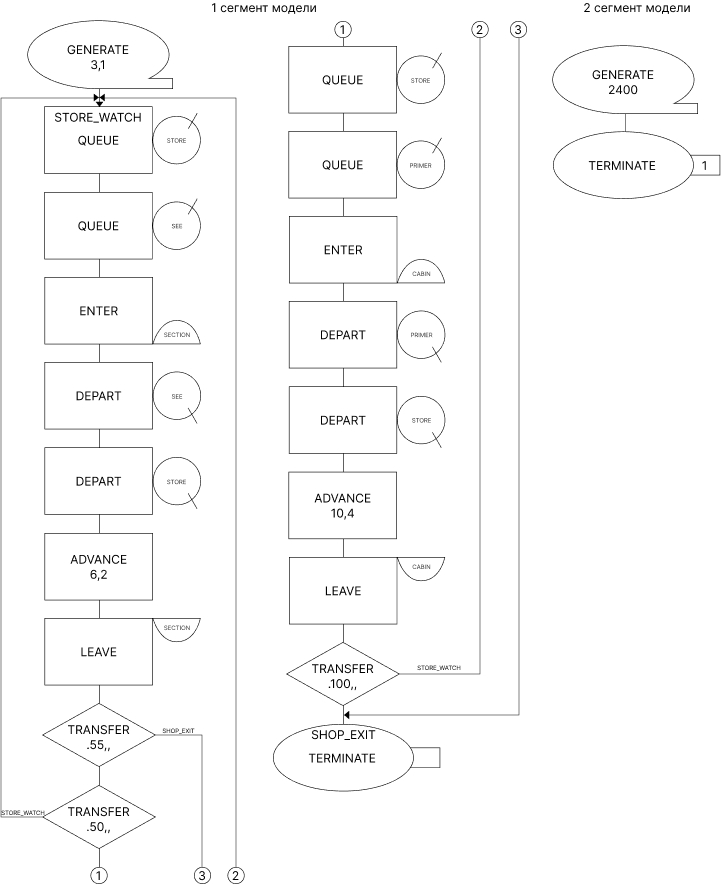 1 сегмент модели
GENERATE
3,1
STORE_WATCH
QUEUE
STORE
QUEUE
SEE
ENTER
SECTION
DEPART
SEE
DEPART
STORE
ADVANCE
6,2
LEAVE
SECTION
TRANSFER
.55,,
SHOP_EXIT
TRANSFER
.50,,
STORE_WATCH
1
3
2
1
2
3
QUEUE
STORE
QUEUE
PRIMER
ENTER
CABIN
DEPART
PRIMER
DEPART
STORE
ADVANCE
10,4
LEAVE
CABIN
TRANSFER
.100,,
STORE_WATCH
SHOP_EXIT
TERMINATE
2 сегмент модели
GENERATE
2400
TERMINATE
1